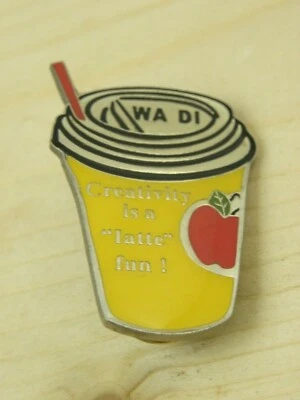 WA DI
Creativity
is a
"latte"
fun !